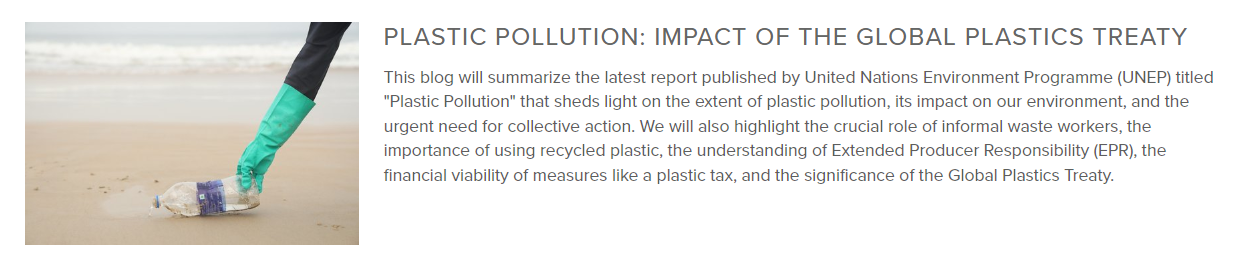 PLASTIC POLLUTION: IMPACT OF THE GLOBAL PLASTICS TREATY
This blog will summarize the latest report published by United Nations Environment Programme (UNEP) titled
"Plastic Pollution" that sheds light on the extent of plastic pollution, its impact on our environment, and the
urgent need for collective action. We will also highlight the crucial role of informal waste workers, the
importance of using recycled plastic, the understanding of Extended Producer Responsibility (EPR), the
financial viability of measures like a plastic tax, and the significance of the Global Plastics Treaty.